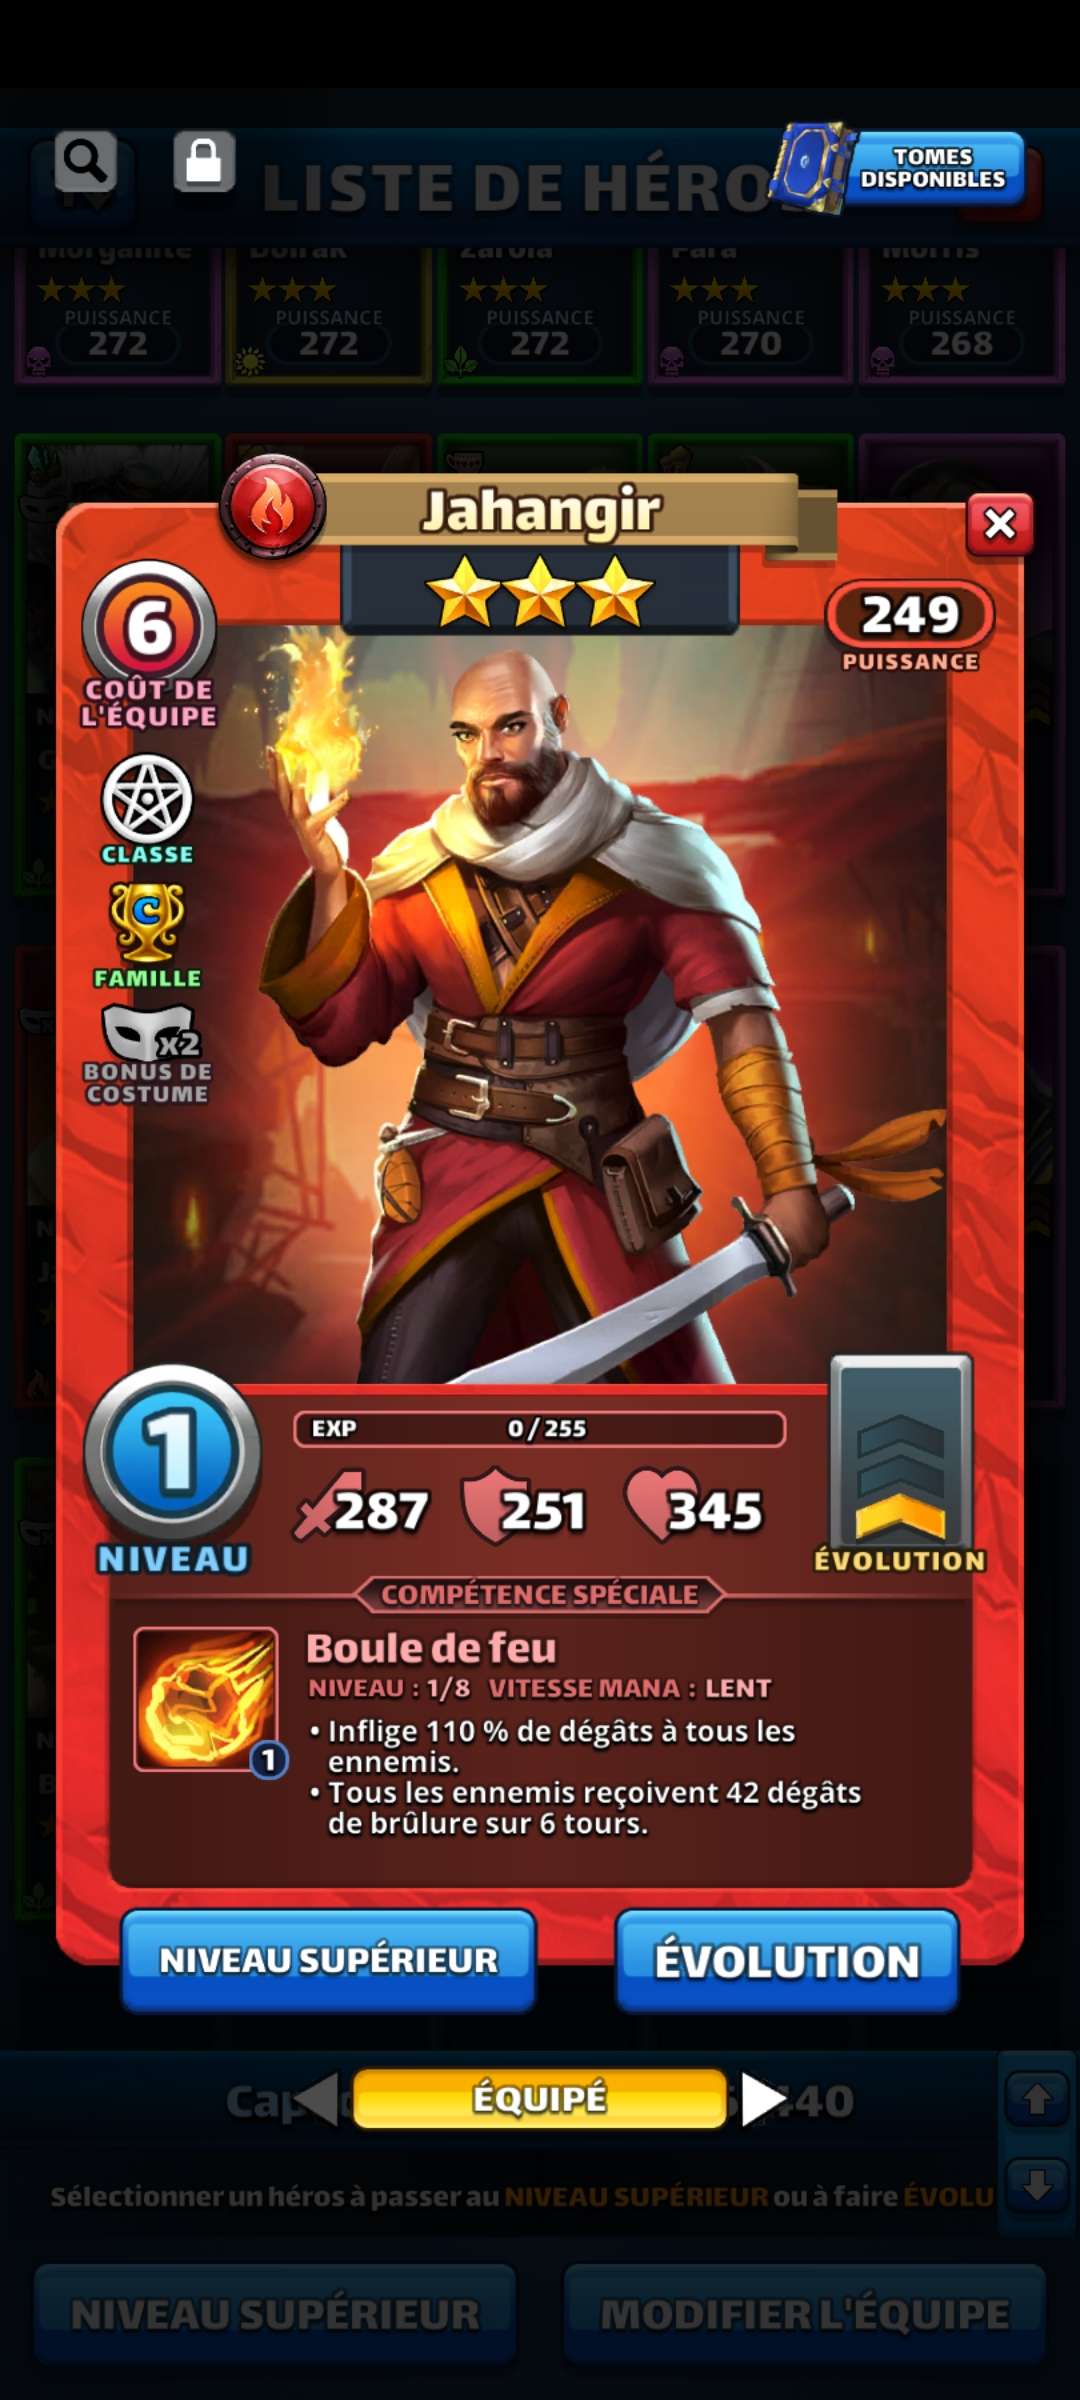 LISTE DE HÉRO
TOMES
DISPONIBLES
Morganite
Zarola
Para
Morris
PUISSANCE
272
PUISSANCE
272
PUISSANCE
272
PUISSANCE
270
PUISSANCE
268
Jahangir
6
COÛT DE
L'ÉQUIPE
249
PUISSANCE
CLASSE
C
FAMILLE
x2
BONUS DE
COSTUME
1
NIVEAU
EXP 0/255
287 251 345
ÉVOLUTION
COMPÉTENCE SPÉCIALE
Boule de feu
NIVEAU : 1/8 VITESSE MANA : LENT
1
• Inflige 110 % de dégâts à tous les
ennemis.
• Tous les ennemis reçoivent 42 dégâts
de brûlure sur 6 tours.
NIVEAU SUPÉRIEUR
ÉVOLUTION
ÉQUIPÉ
Sélectionner un héros à passer au NIVEAU SUPÉRIEUR ou à faire ÉVOLU
NIVEAU SUPÉRIEUR
MODIFIER L'ÉQUIPE